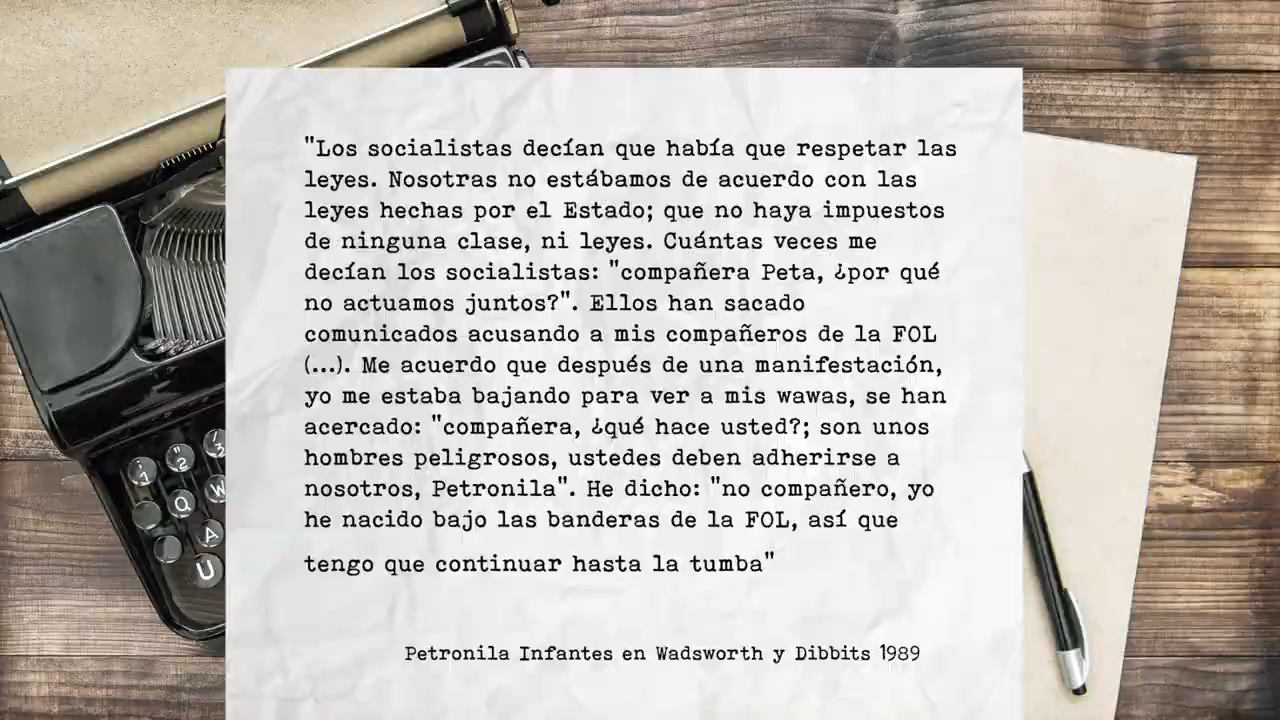 "Los socialistas decían que había que respetar las
leyes. Nosotras no estábamos de acuerdo con las
leyes hechas por el Estado; que no haya impuestos
de ninguna clase, ni leyes. Cuántas veces me
decían los socialistas: "compañera Peta, ¿por qué
no actuamos juntos?". Ellos han sacado
comunicados acusando a mis compañeros de la FOL
(...). Me acuerdo que después de una manifestación,
yo me estaba bajando para ver a mis wawas, se han
acercado: "compañera, ¿qué hace usted?; son unos
hombres peligrosos, ustedes deben adherirse a
nosotros, Petronila". He dicho: "no compañero, yo
he nacido bajo las banderas de la FOL, así que
tengo que continuar hasta la tumba"
Petronila Infantes en Wadsworth y Dibbits 1989